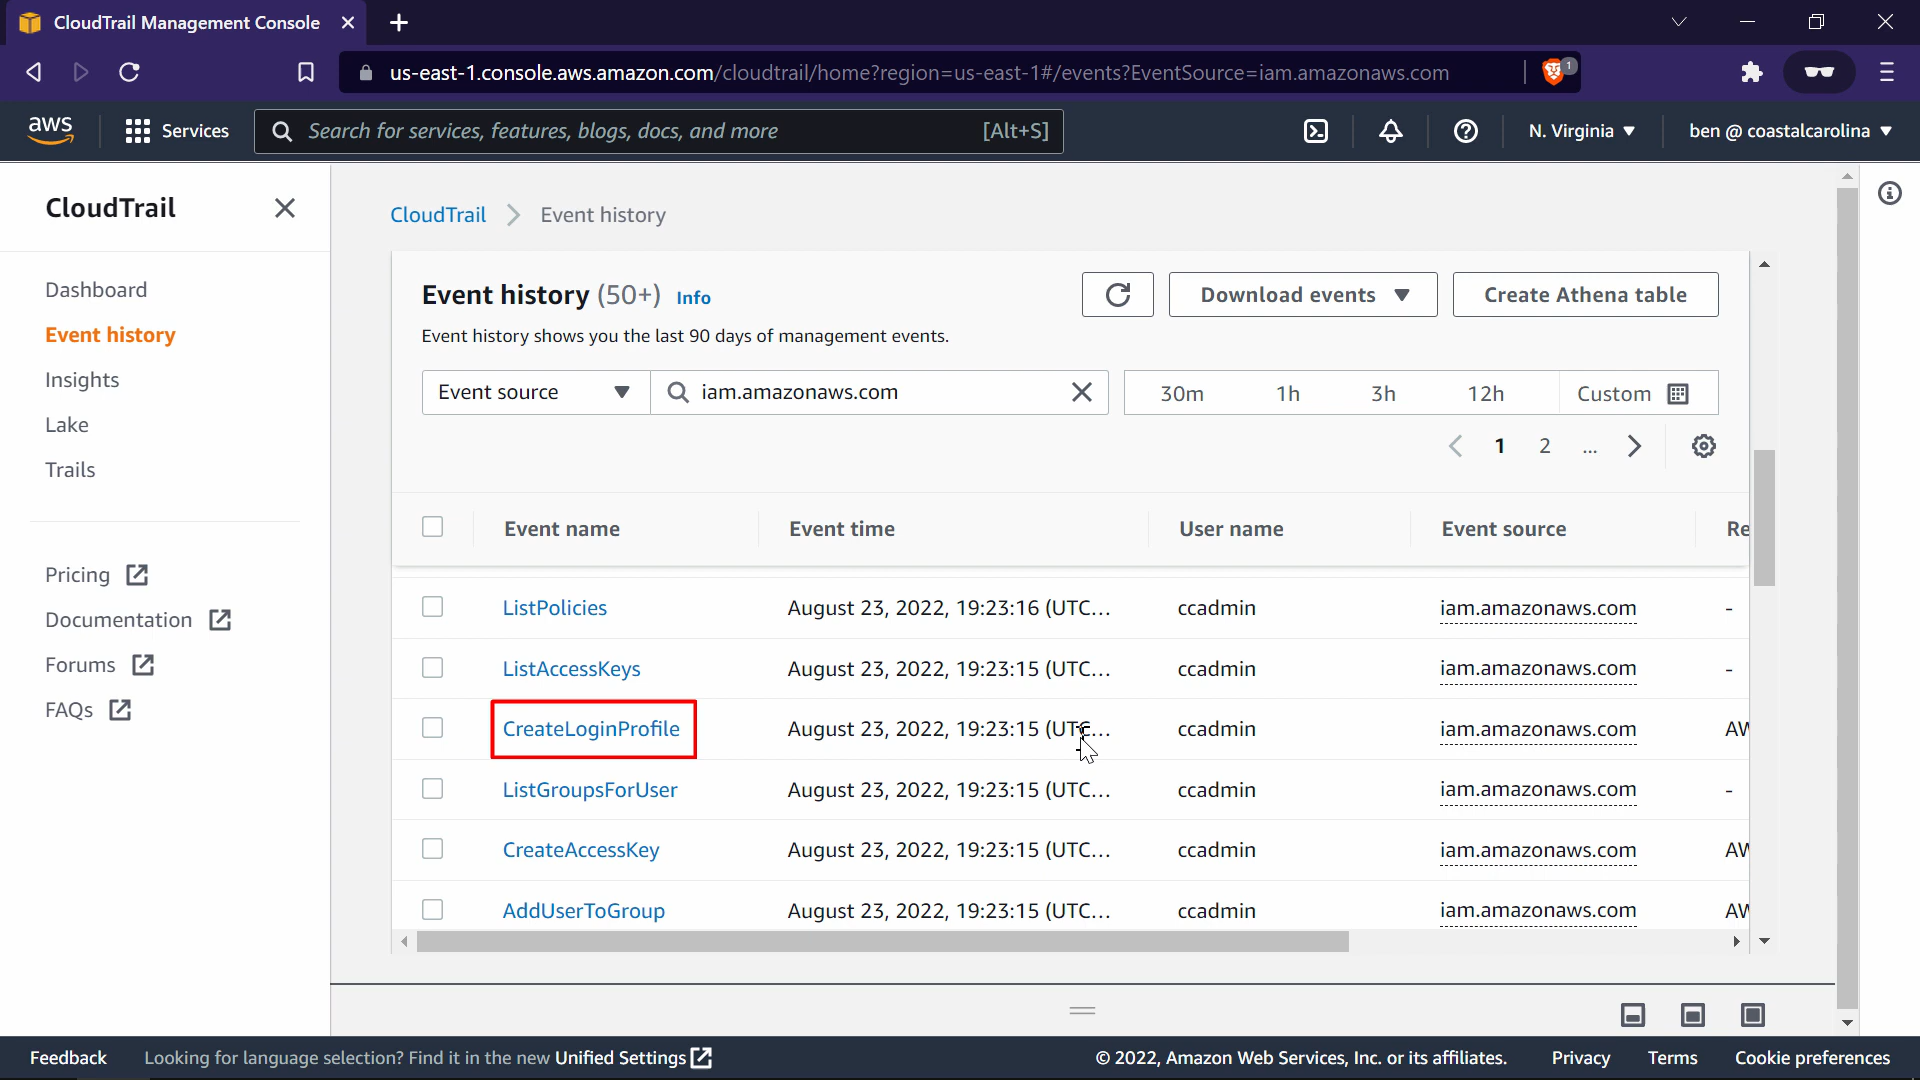 CloudTrail Management Console
us-east-1.console.aws.amazon.com/cloudtrail/home?region=us-east-1#/events?EventSource=iam.amazonaws.com
1
aws
Services
Search for services, features, blogs, docs, and more
[Alt+S]
N. Virginia
ben @ coastalcarolina
CloudTrail
Dashboard
Event history
Insights
Lake
Trails
Pricing
Documentation
Forums
FAQs
CloudTrail
Event history
Event history (50+) Info
Download events
Create Athena table
Event history shows you the last 90 days of management events.
Event source
iam.amazonaws.com
30m 1h 3h 12h Custom
1 2 ...
Event name Event time User name Event source Re
ListPolicies August 23, 2022, 19:23:16 (UTC... ccadmin iam.amazonaws.com -
ListAccessKeys August 23, 2022, 19:23:15 (UTC... ccadmin iam.amazonaws.com -
CreateLoginProfile August 23, 2022, 19:23:15 (UTC... ccadmin iam.amazonaws.com AW
ListGroupsForUser August 23, 2022, 19:23:15 (UTC... ccadmin iam.amazonaws.com -
CreateAccessKey August 23, 2022, 19:23:15 (UTC... ccadmin iam.amazonaws.com AW
AddUserToGroup August 23, 2022, 19:23:15 (UTC... ccadmin iam.amazonaws.com AW
Feedback Looking for language selection? Find it in the new Unified Settings © 2022, Amazon Web Services, Inc. or its affiliates. Privacy Terms Cookie preferences